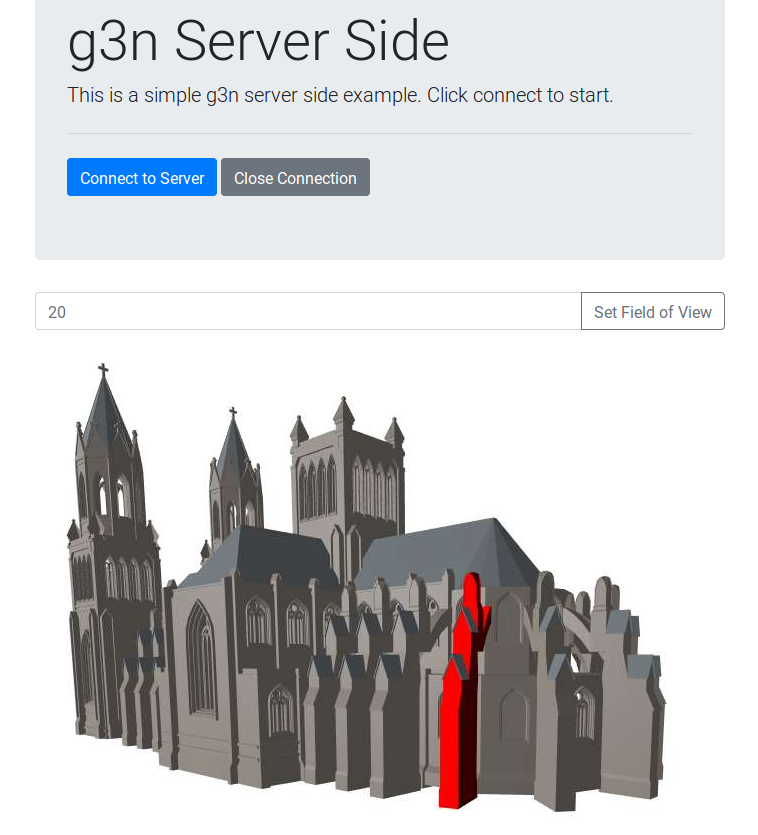 g3n Server Side
This is a simple g3n server side example. Click connect to start.
Connect to Server Close Connection
20 Set Field of View